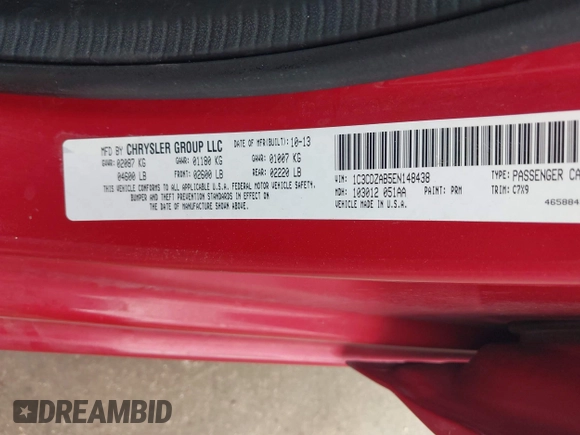 MFD BY CHRYSLER GROUP LLC DATE OF MFR(BUILT) 10-13
GVWR: 02087 KG GAWR: 01180 KG GAWR: 01007 KG
04600 LB FRONT: 02600 LB REAR: 02220 LB
THIS VEHICLE CONFORMS TO ALL APPLICABLE U.S.A. FEDERAL MOTOR VEHICLE SAFETY,
BUMPER AND THEFT PREVENTION STANDARDS IN EFFECT ON
THE DATE OF MANUFACTURE SHOWN ABOVE.
VIN: 1C3CDZAB5EN148438 TYPE: PASSENGER CA
MDH: 103012 051AA PAINT: PRM TRIM: C7X9
VEHICLE MADE IN U.S.A.
465884
DREAMBID